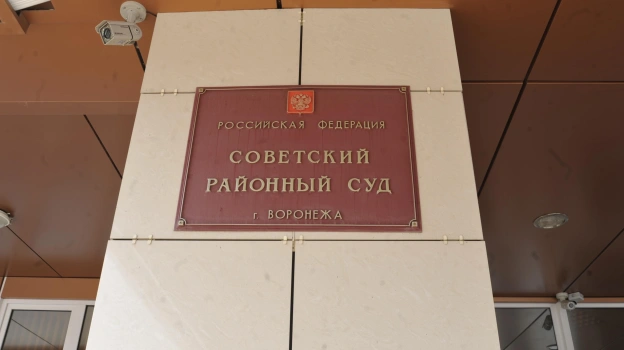 РОССИЙСКАЯ ФЕДЕРАЦИЯ
СОВЕТСКИЙ
РАЙОННЫЙ СУД
г. ВОРОНЕЖА